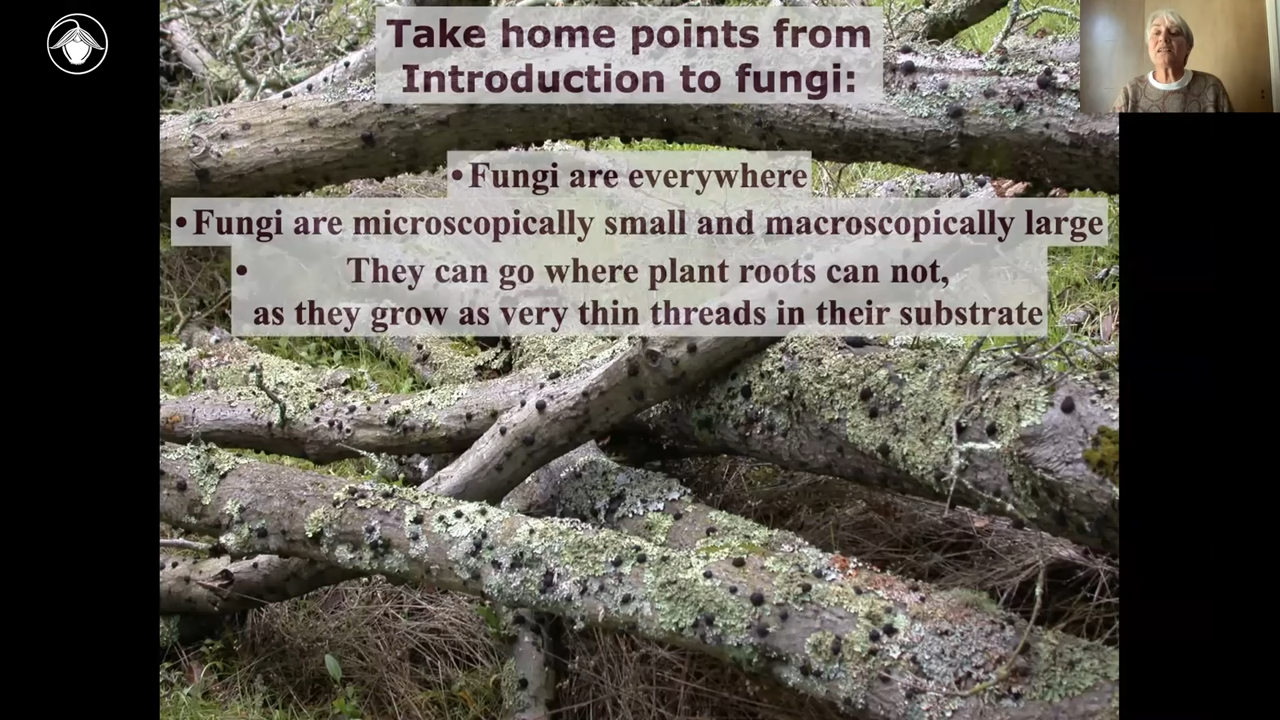 Take home points from
Introduction to fungi:
•Fungi are everywhere
•Fungi are microscopically small and macroscopically large
• They can go where plant roots can not,
as they grow as very thin threads in their substrate